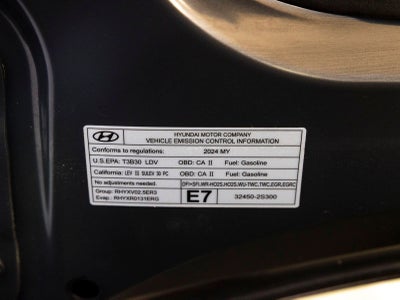 HYUNDAI MOTOR COMPANY
VEHICLE EMISSION CONTROL INFORMATION
Conforms to regulations: 2024 MY
U.S.EPA: T3B30 LDV OBD: CA II Fuel: Gasoline
California: LEV III SULEV 30 PC OBD: CA II Fuel: Gasoline
No adjustments needed. DFI+SFI,WR-HO2S,HO2S,WU-TWC,TWC,EGR,EGRC
Group: RHYXV02.5ER3
Evap: RHYXR0131ERG
E7 32450-2S300